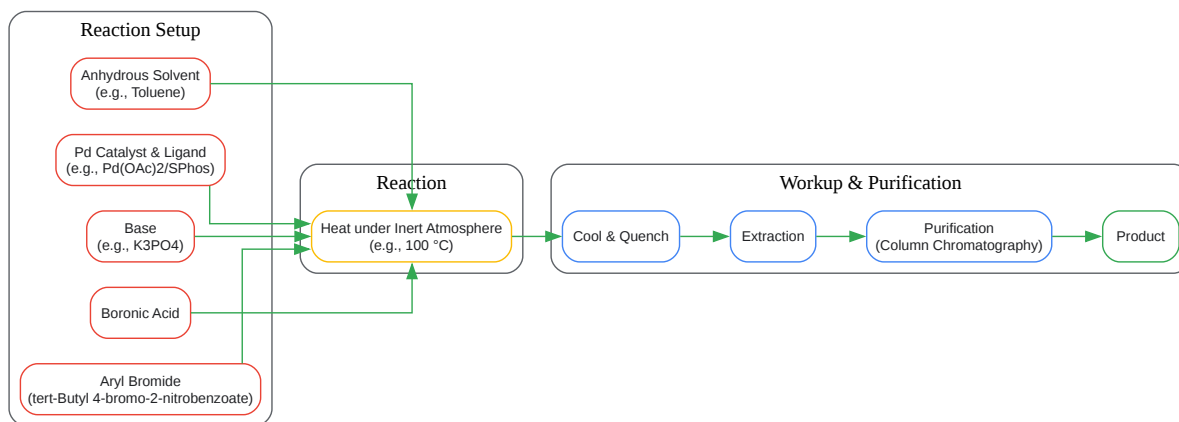 Reaction Setup
Anhydrous Solvent
(e.g., Toluene)
Pd Catalyst & Ligand
(e.g., Pd(OAc)2/SPhos)
Base
(e.g., K3PO4)
Boronic Acid
Aryl Bromide
(tert-Butyl 4-bromo-2-nitrobenzoate)
Reaction
Heat under Inert Atmosphere
(e.g., 100 °C)
Workup & Purification
Cool & Quench
Extraction
Purification
(Column Chromatography)
Product